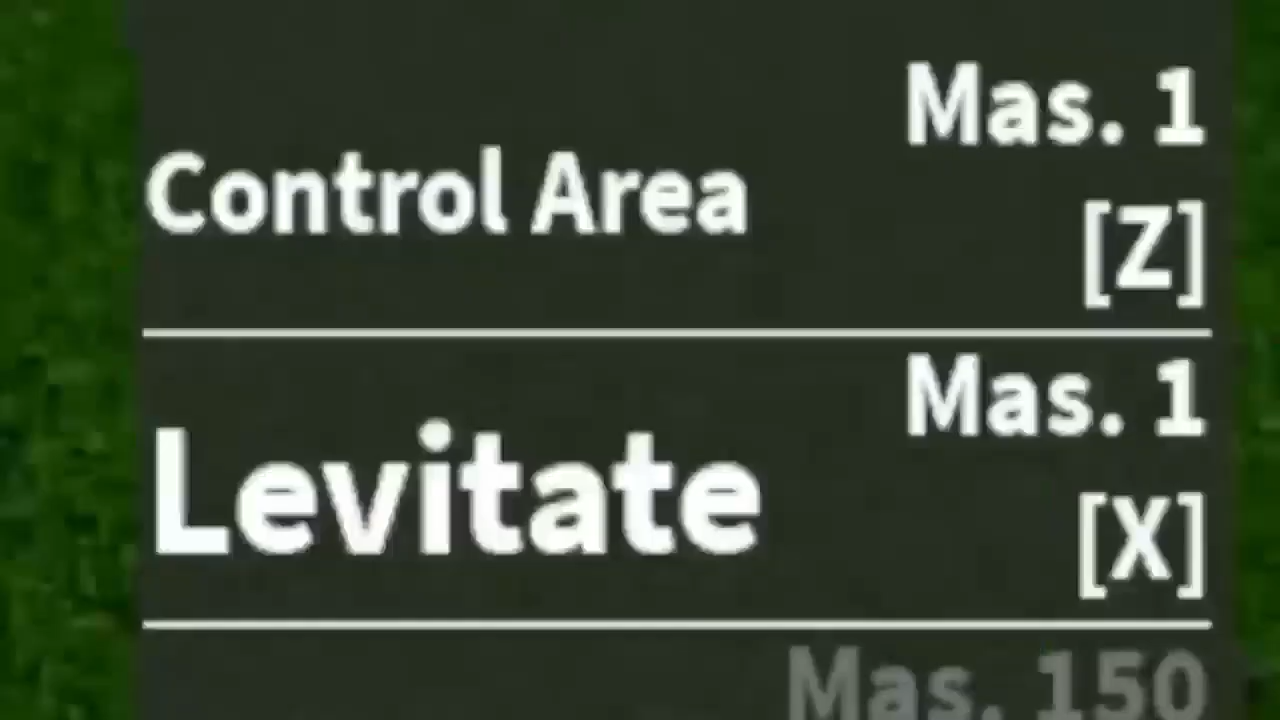 Mas. 1
Control Area
[Z]
Mas. 1
Levitate
[X]
Mas. 150